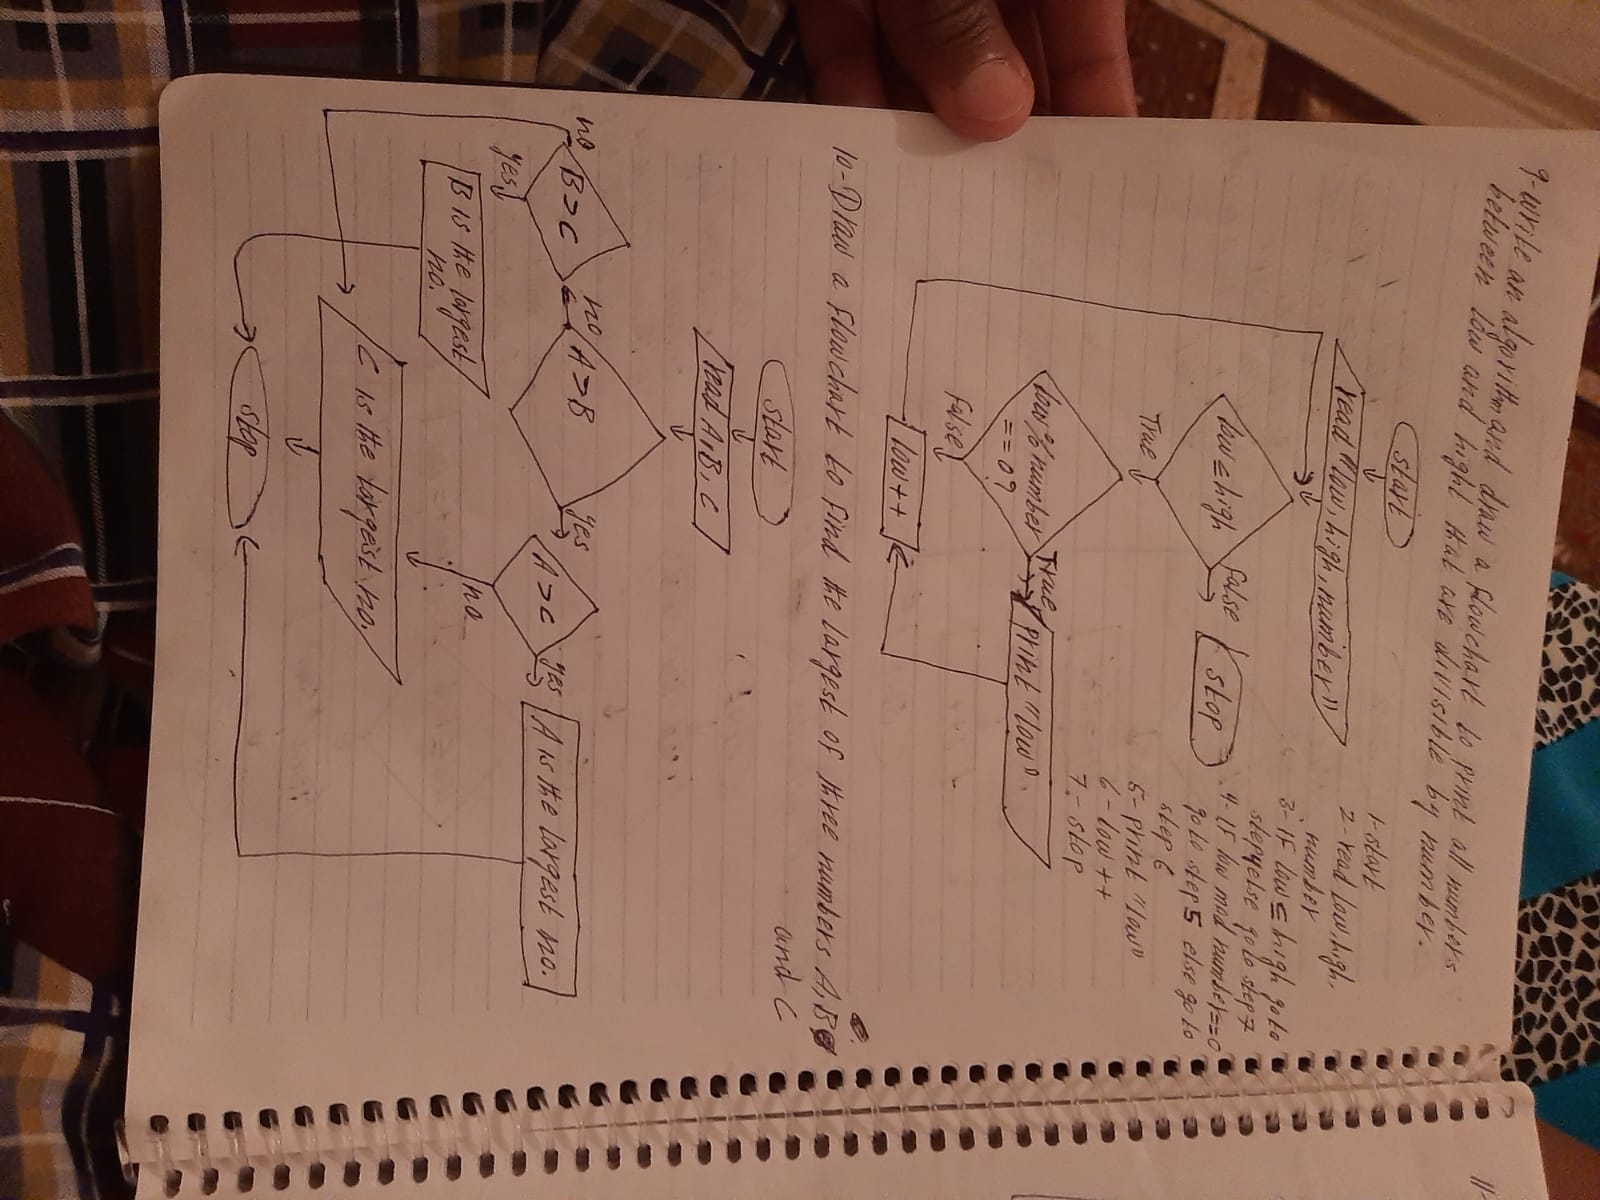 9-write an algorithm and draw a flowchart to print all numbers
between low and hight that are divisible by number.
start
read "low, high, number"
low≤high
False
stop
True
low%number
==0?
True
print "low"
False
low++
1-start
2-read low, high,
number
3-if low≤high go to
step4 else go to step7
4-if low mod number==0
go to step 5 else go to
step 6
5-print "low"
6-low++
7-stop
10-Draw a flowchart to find the largest of three numbers A, B
and C
start
read A, B, C
no
B>C
no
A>B
yes
A>C
yes
A is the largest no.
yes
B is the largest
no.
no
C is the largest no.
stop
11-